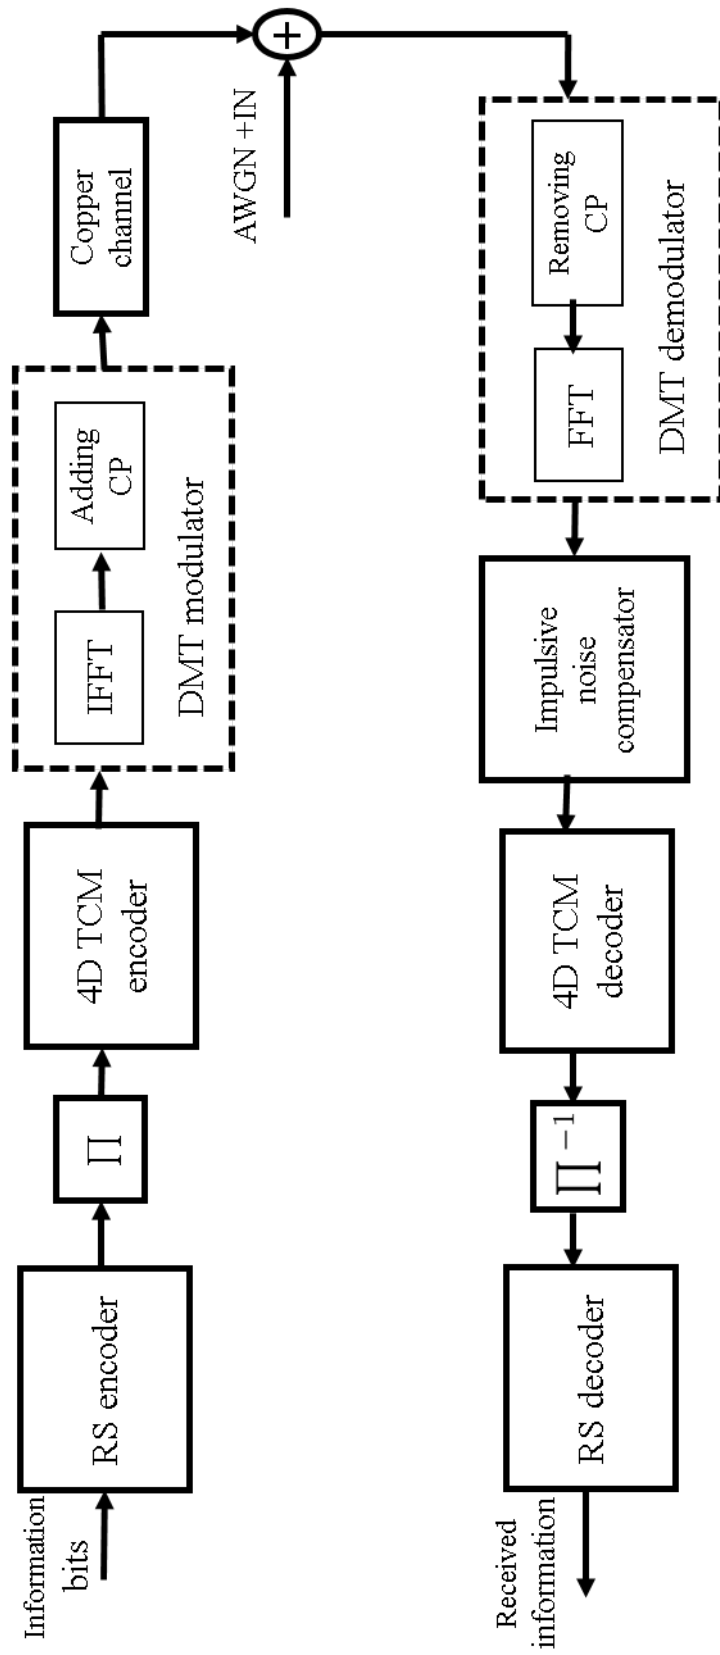 Information
bits
RS encoder
∏
4D TCM
encoder
IFFT
Adding
CP
DMT modulator
Copper
channel
+
AWGN +IN
Removing
CP
FFT
DMT demodulator
Impulsive
noise
compensator
4D TCM
decoder
∏⁻¹
RS decoder
Received
information